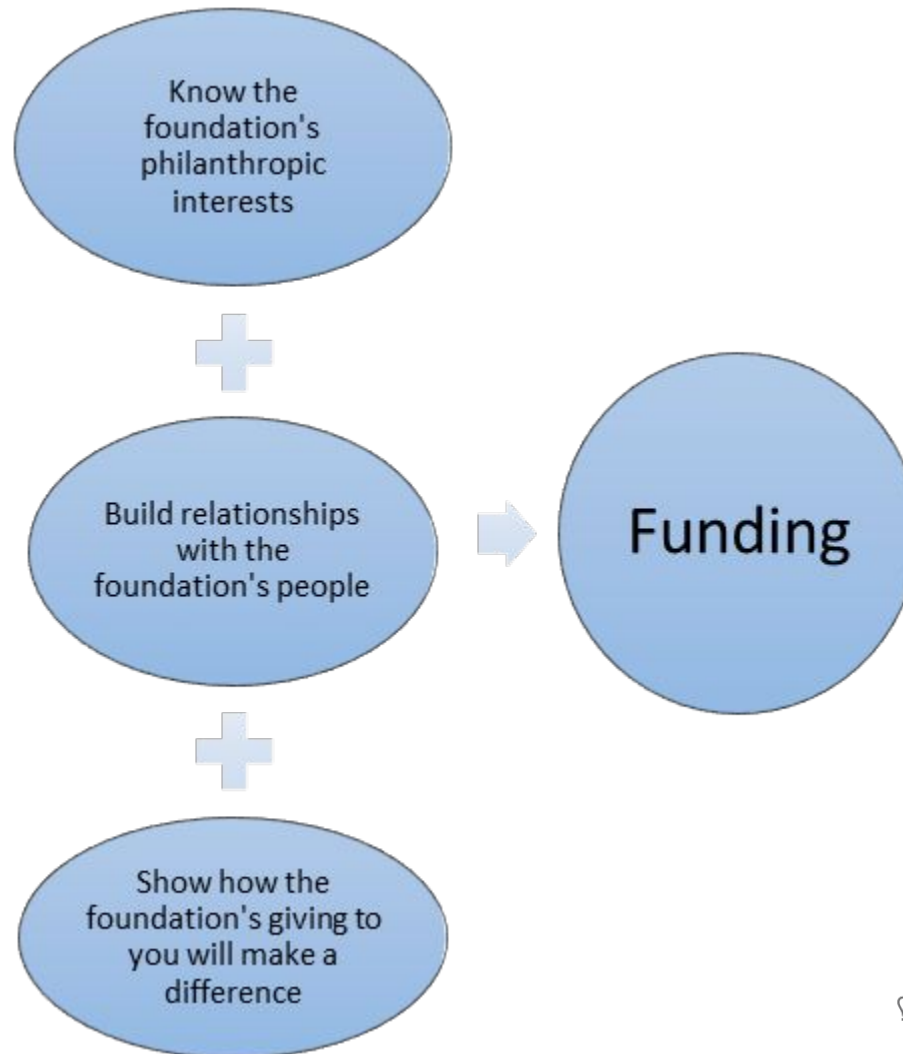 Know the
foundation's
philanthropic
interests
Build relationships
with the
foundation's people
Funding
Show how the
foundation's giving to
you will make a
difference